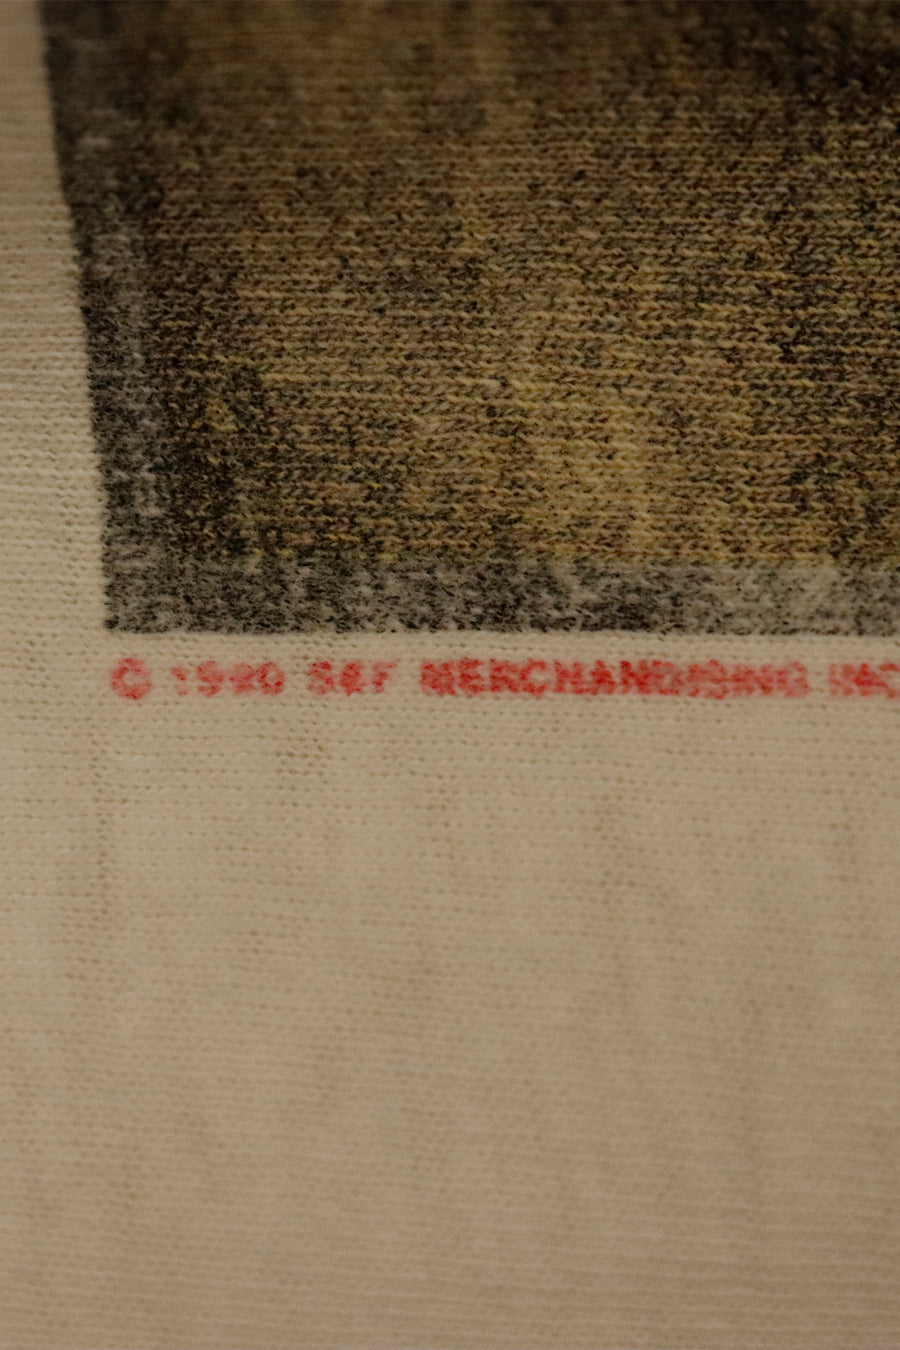 © 1990 S&F MERCHANDISING INC